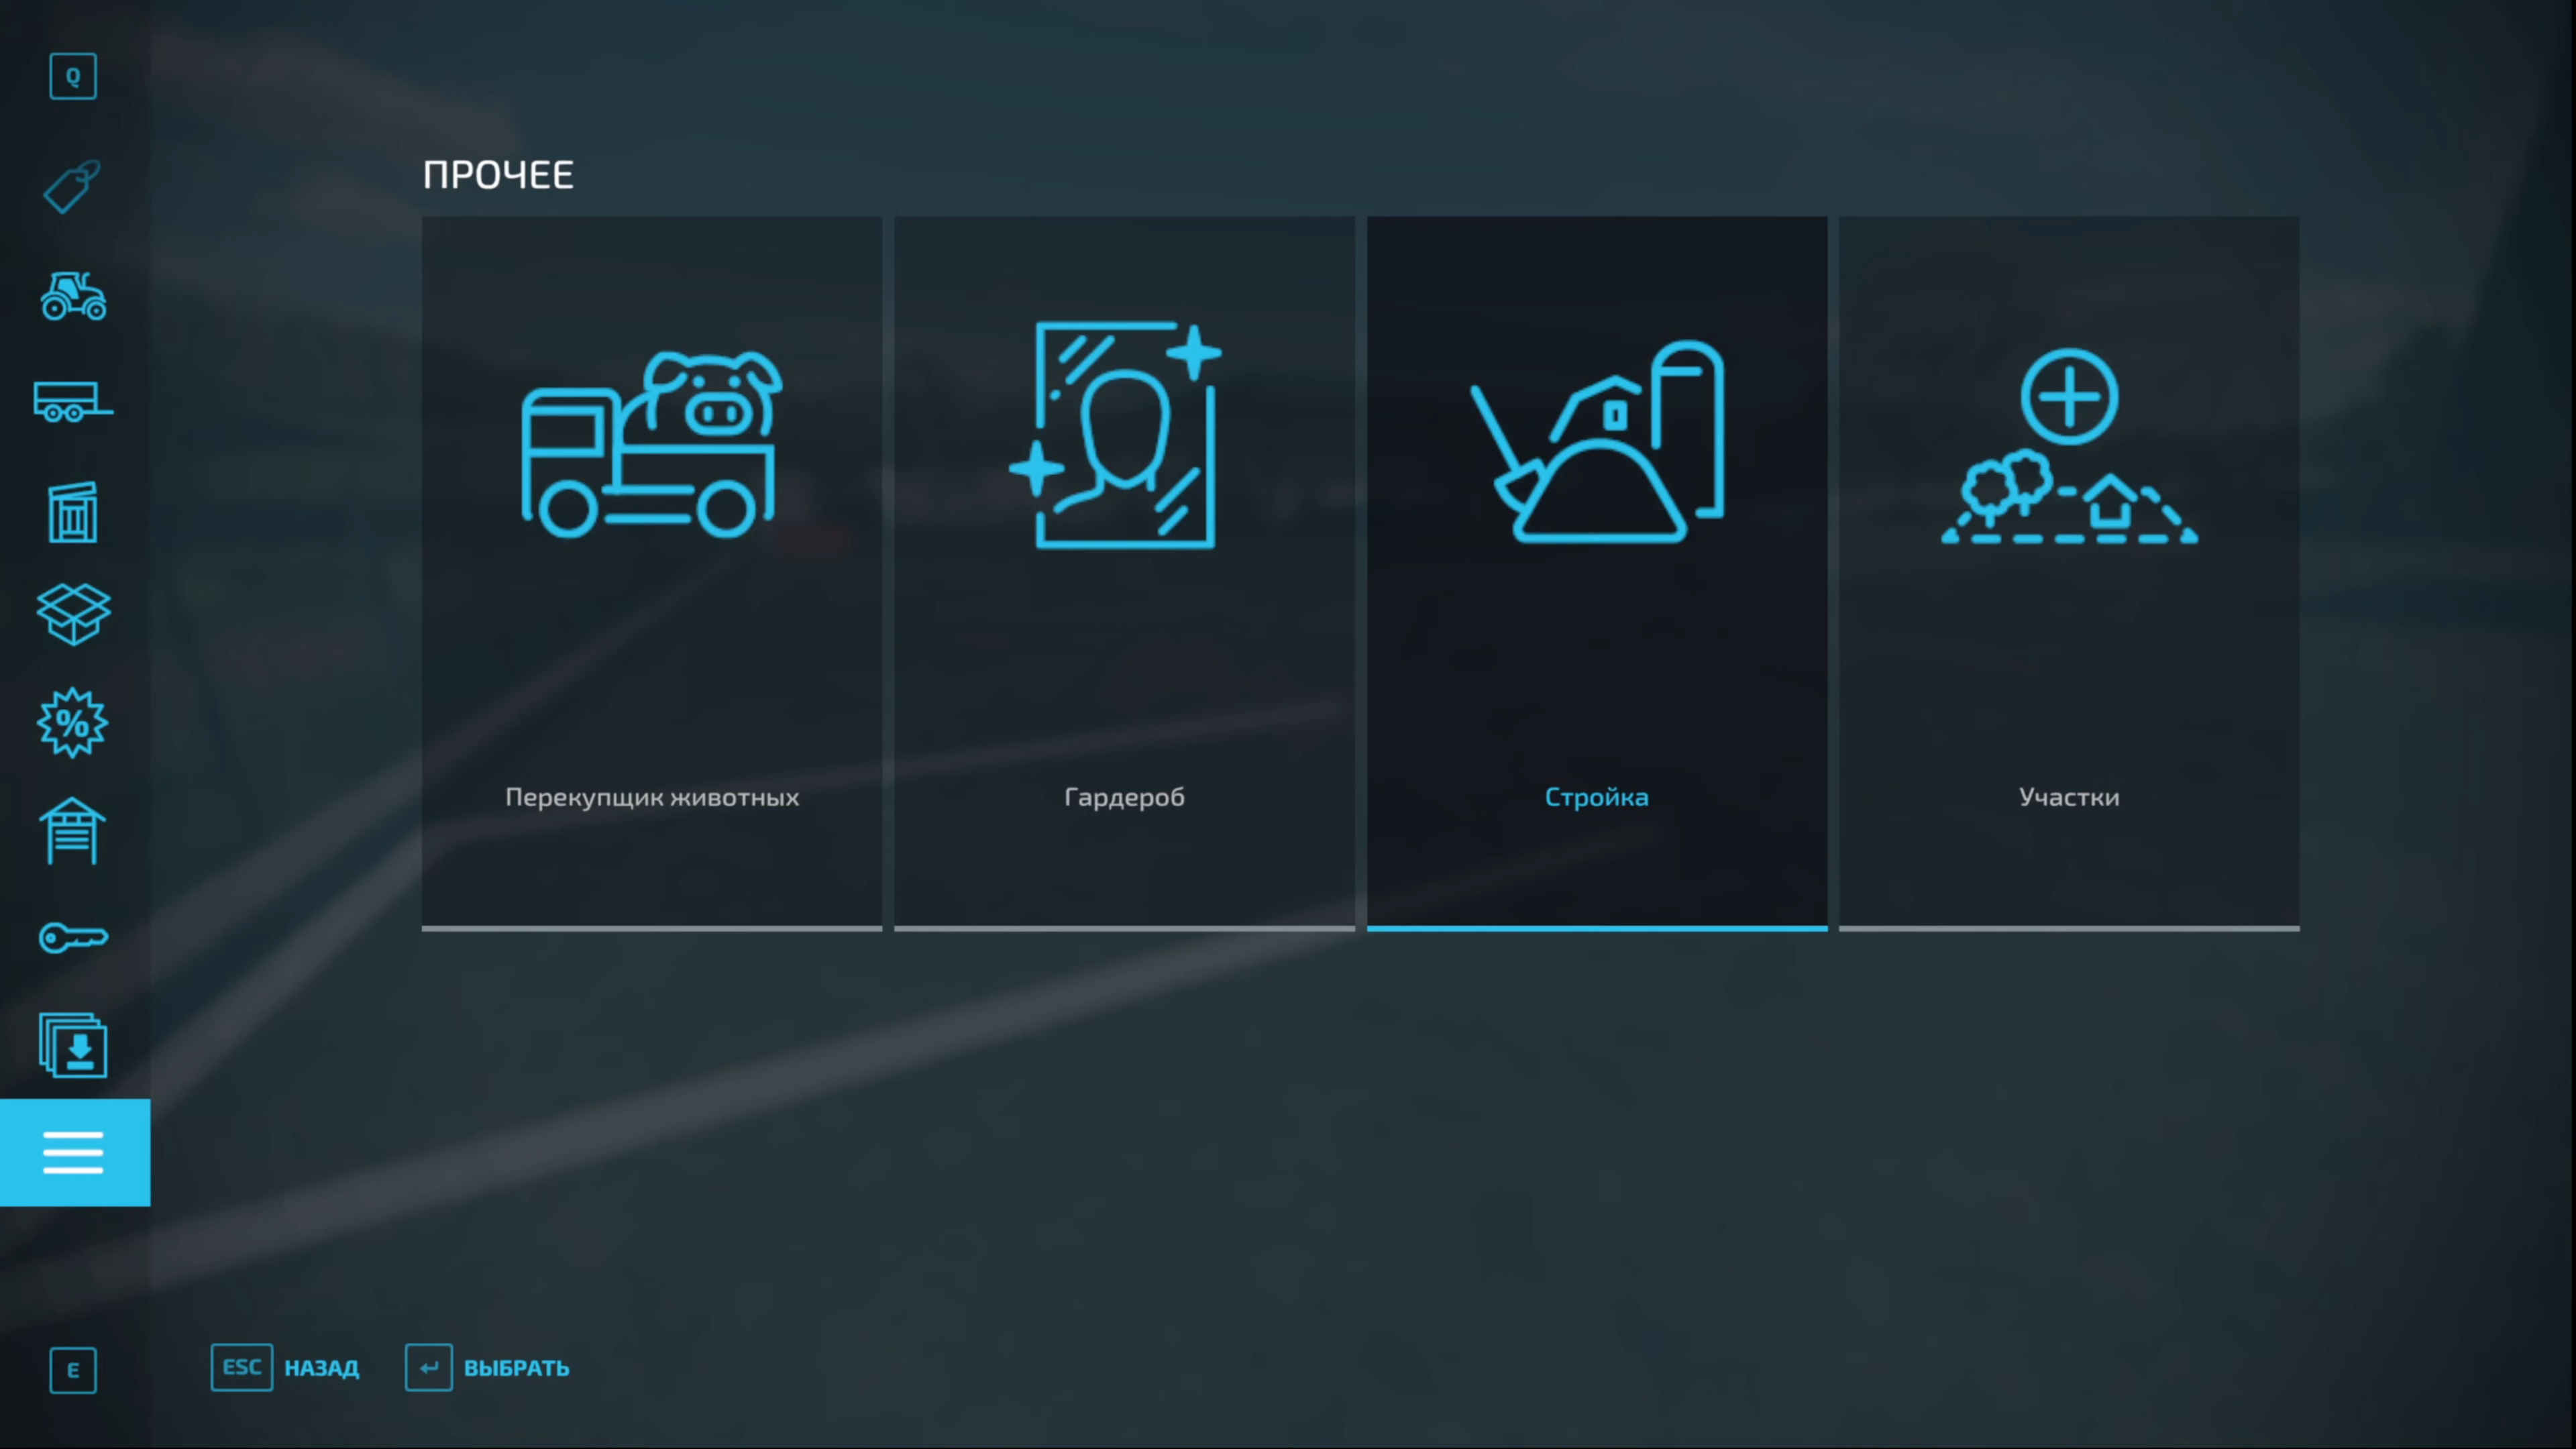 Q
ПРОЧЕЕ
%
Перекупщик животных
Гардероб
Стройка
Участки
E
ESC НАЗАД
ВЫБРАТЬ